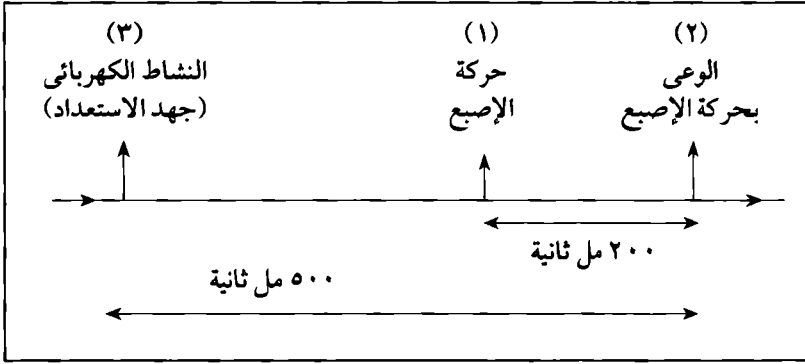 (٣)
النشاط الكهربائى
(جهد الاستعداد)
(١)
حركة
الإصبع
(٢)
الوعى
بحركة الإصبع
٢٠٠ مل ثانية
٥٠٠ مل ثانية